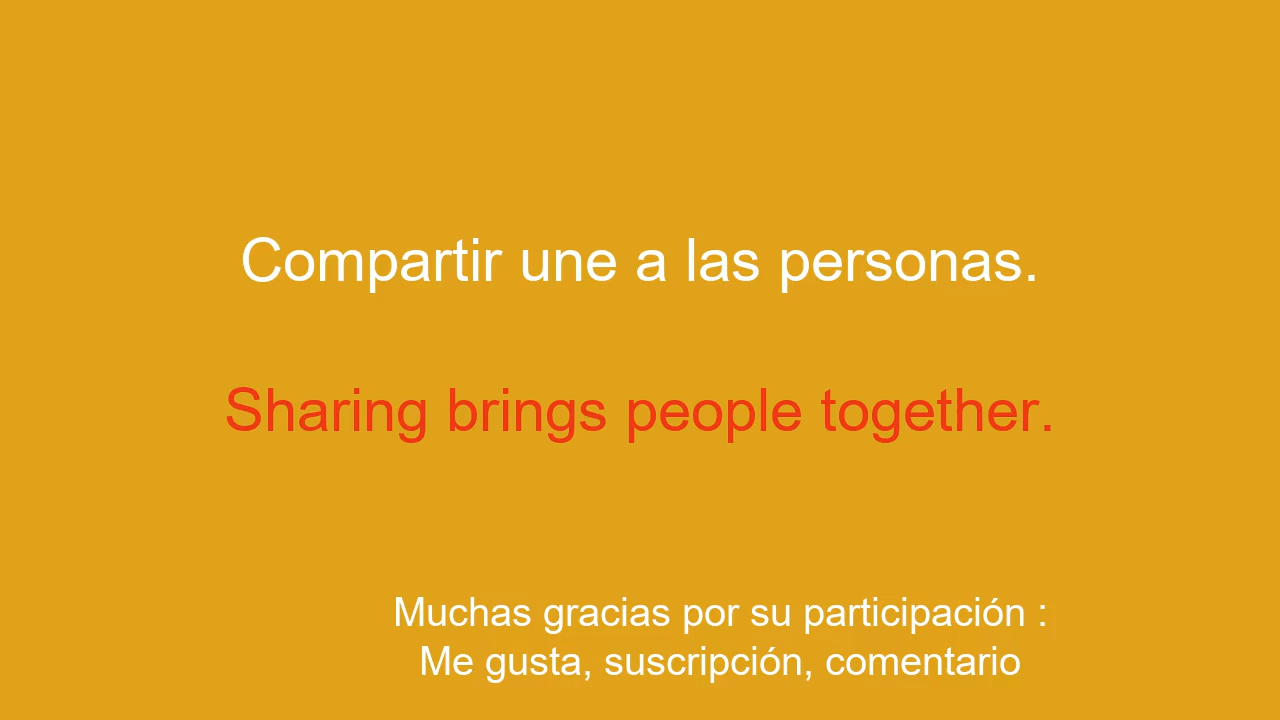 Compartir une a las personas.
Sharing brings people together.
Muchas gracias por su participación :
Me gusta, suscripción, comentario